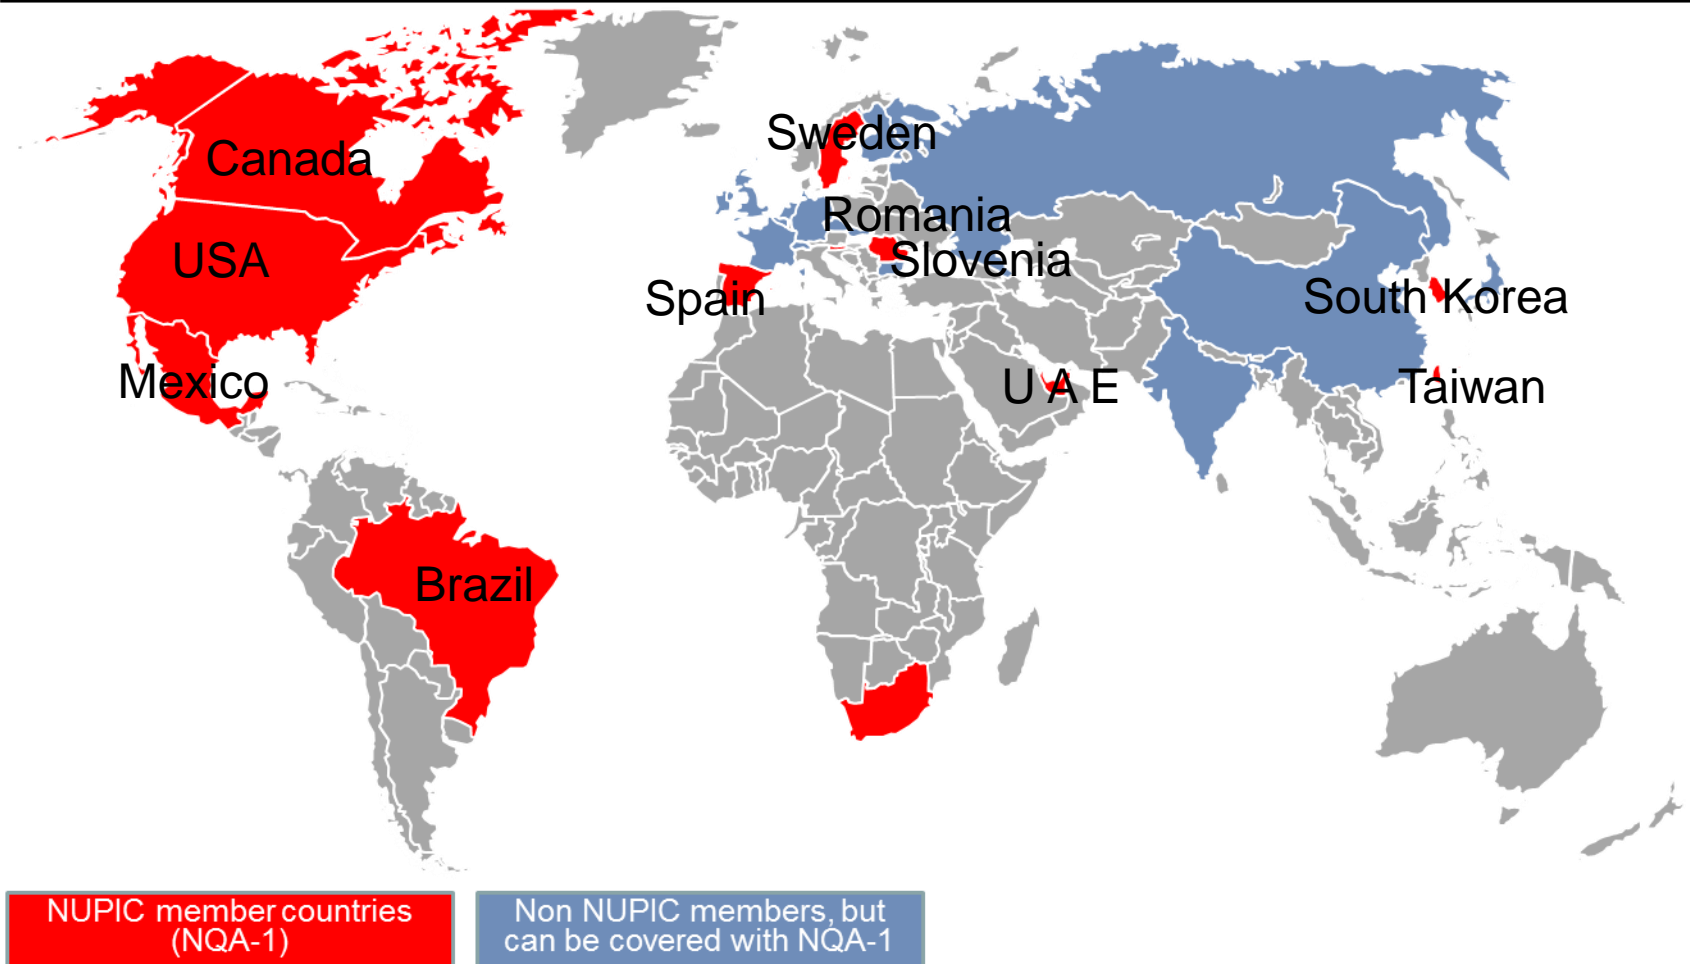 Canada
Sweden
Romania
USA
Slovenia
Spain
South Korea
Mexico
U A E
Taiwan
Brazil
NUPIC member countries
(NQA-1)
Non NUPIC members, but
can be covered with NQA-1